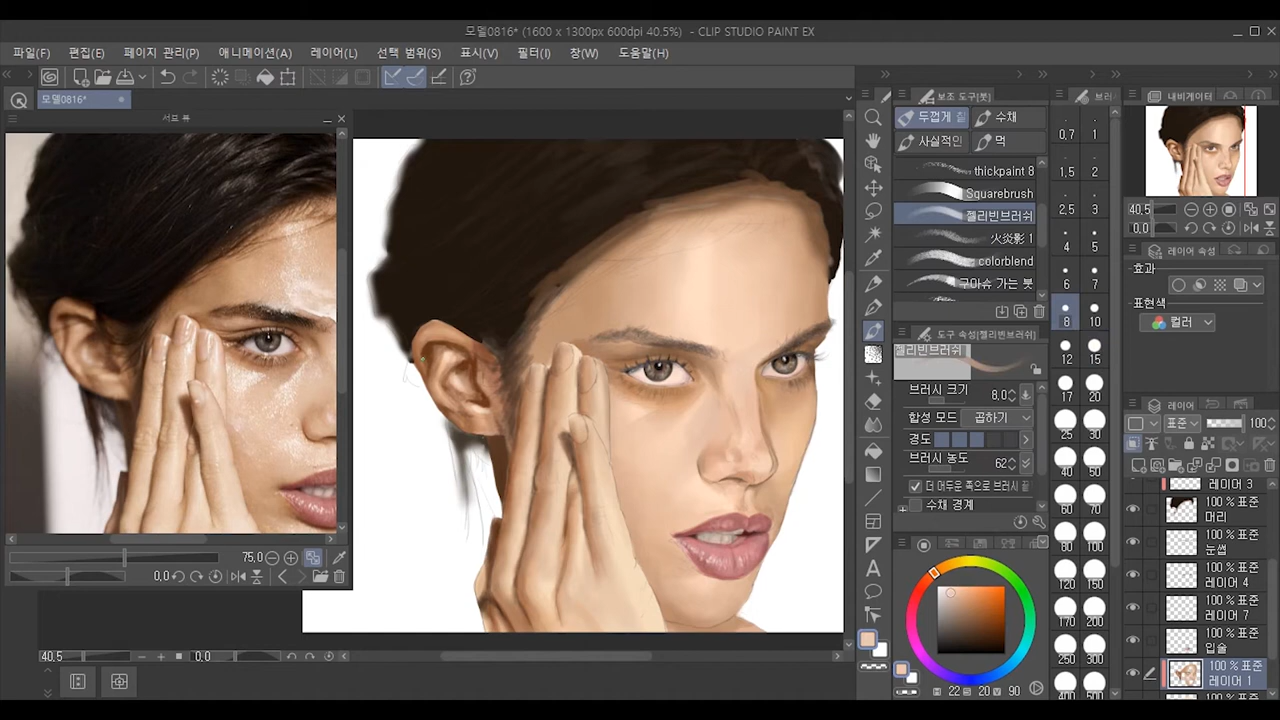 모델0816* (1600 x 1300px 600dpi 40.5%) - CLIP STUDIO PAINT EX
파일(F) 편집(E) 페이지 관리(P) 애니메이션(A) 레이어(L) 선택 범위(S) 표시(V) 필터(I) 창(W) 도움말(H)
모델0816*
서브 뷰
75.0
0.0
40.5 0.0
보조 도구[붓]
두껍게 칠
수채
사실적인
먹
thickpaint 8
Squarebrush
젤리빈브러쉬
火炎影 1
colorblend
구아슈 가는 붓
도구 속성[젤리빈브러쉬]
젤리빈브러쉬
브러시 크기 8.0
합성 모드 곱하기
경도
브러시 농도 62
더 어두운 쪽으로 브러시 끝
수채 경계
22 20 90
브러
0.7 1
1.5 2
2.5 3
4 5
6 7
8 10
12 15
17 20
25 30
40 50
60 70
80 100
120 150
170 200
250 300
400 500
내비게이터
40.5
0.0
레이어 속성
효과
표현색
컬러
레이어
표준 100
레이어 3
100 % 표준
머리
100 % 표준
눈썹
100 % 표준
레이어 4
100 % 표준
레이어 7
100 % 표준
입술
100 % 표준
레이어 1
100 % 표준